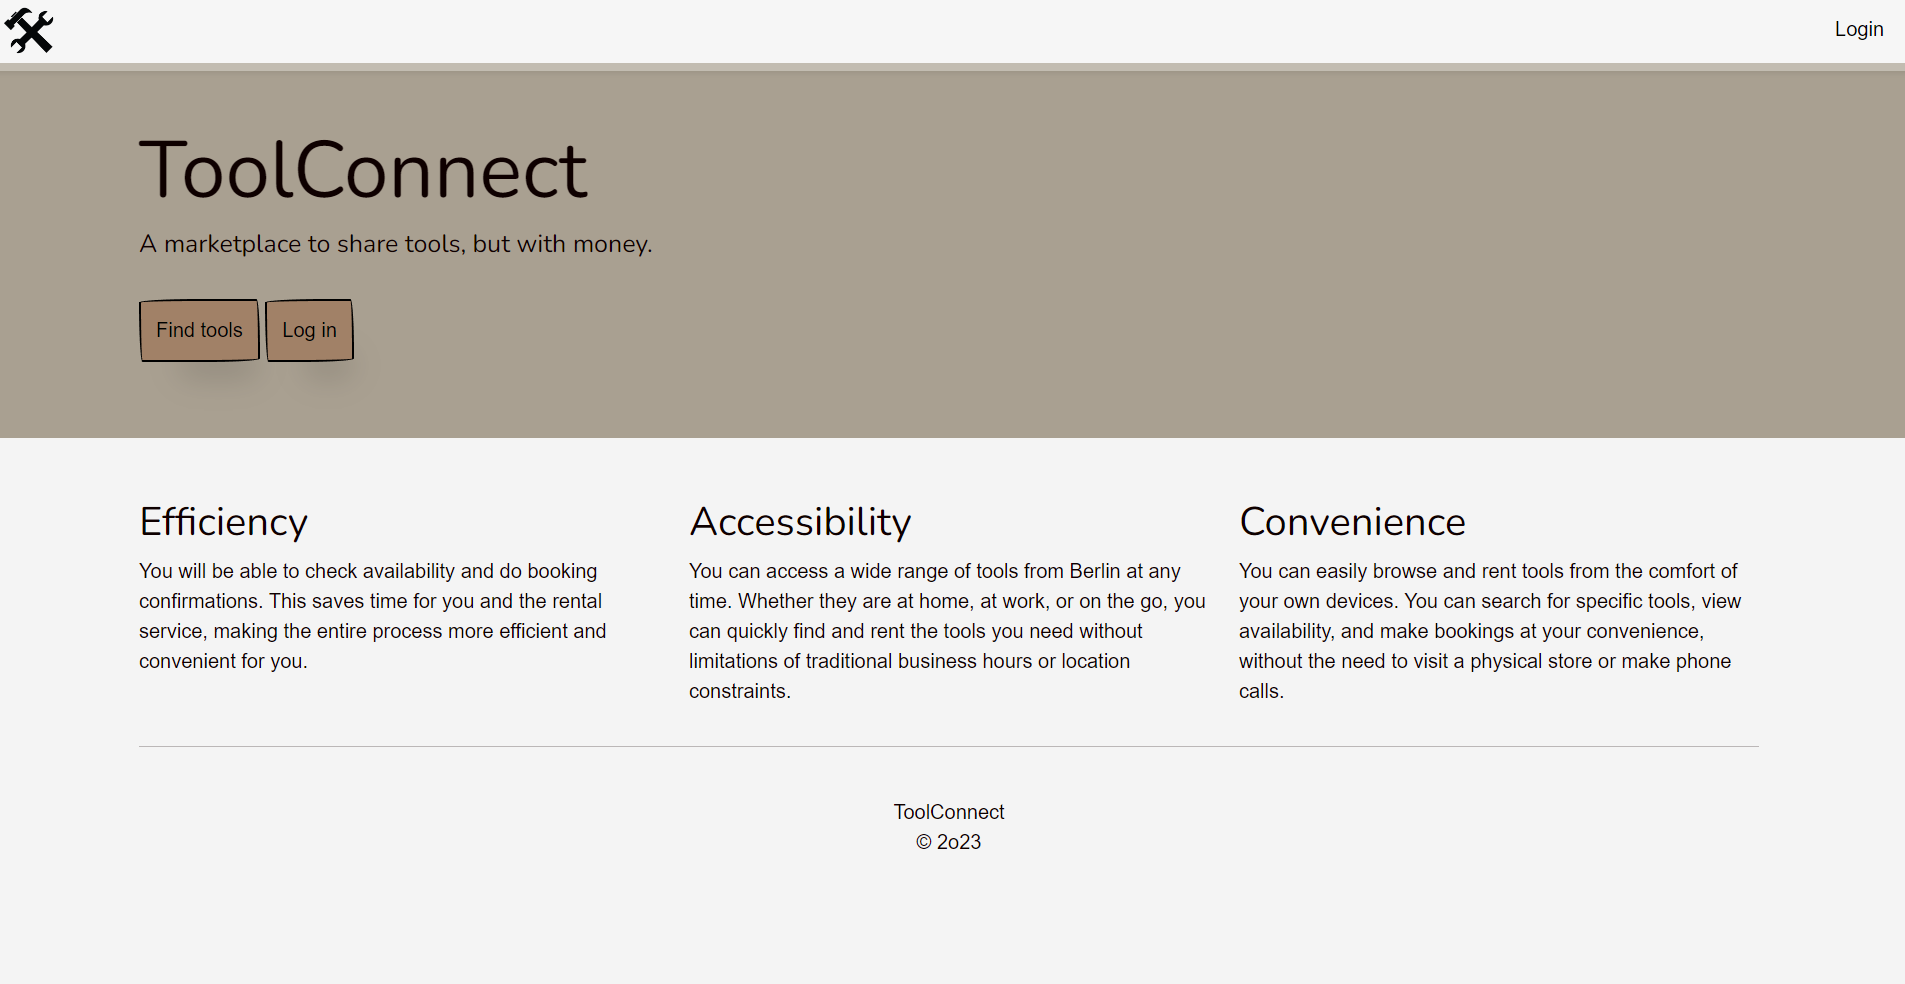 Login
ToolConnect
A marketplace to share tools, but with money.
Find tools
Log in
Efficiency
You will be able to check availability and do booking
confirmations. This saves time for you and the rental
service, making the entire process more efficient and
convenient for you.
Accessibility
You can access a wide range of tools from Berlin at any
time. Whether they are at home, at work, or on the go, you
can quickly find and rent the tools you need without
limitations of traditional business hours or location
constraints.
Convenience
You can easily browse and rent tools from the comfort of
your own devices. You can search for specific tools, view
availability, and make bookings at your convenience,
without the need to visit a physical store or make phone
calls.
ToolConnect
© 2o23